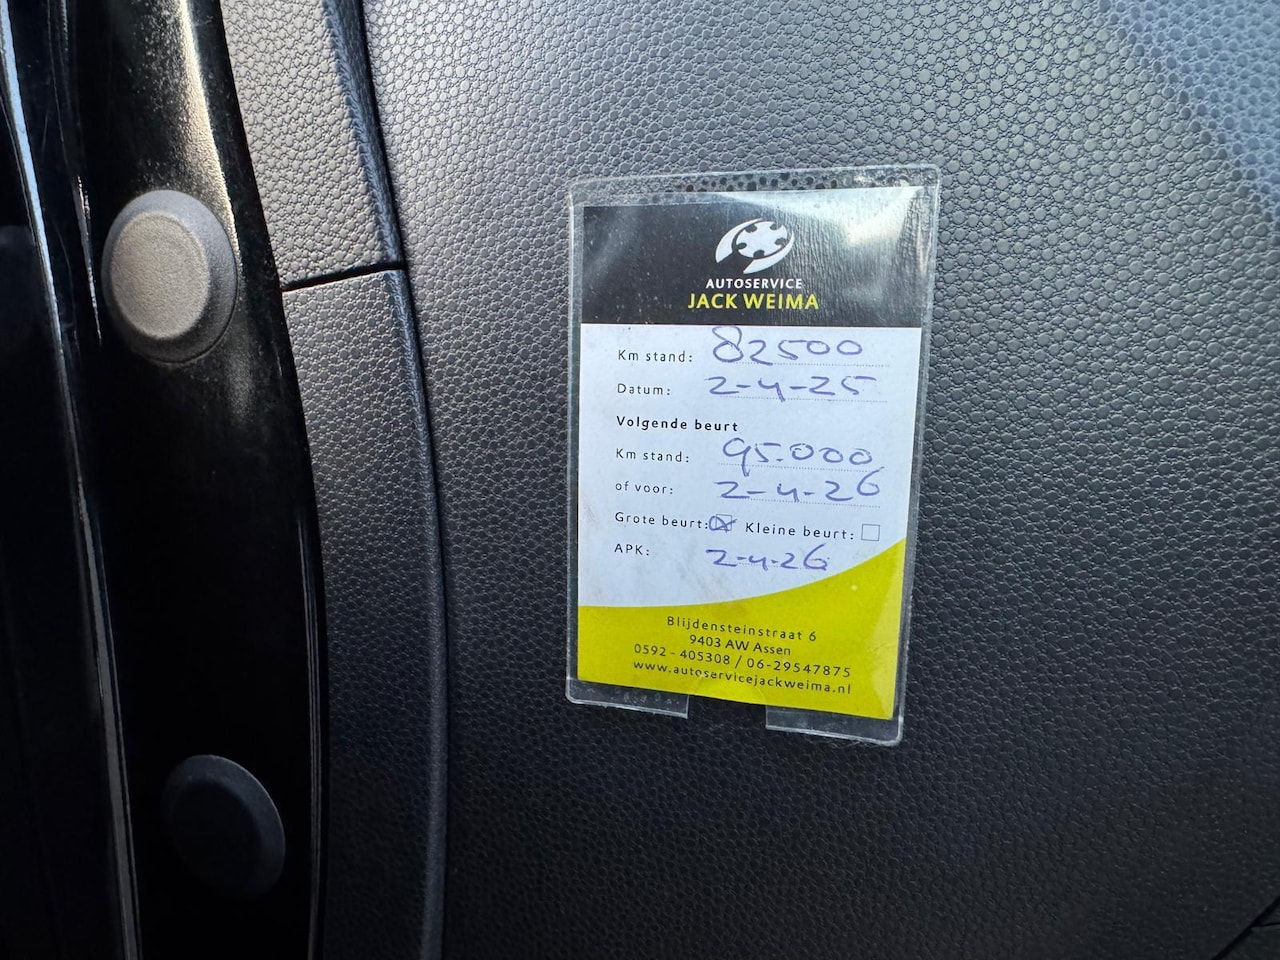 AUTOSERVICE
JACK WEIMA
Km stand: 82500
Datum: 2-4-25
Volgende beurt
Km stand: 95.000
of voor: 2-4-26
Grote beurt: Kleine beurt:
APK: 2-4-26
Blijdensteinstraat 6
9403 AW Assen
0592 - 405308 / 06-29547875
www.autoservicejackweima.nl